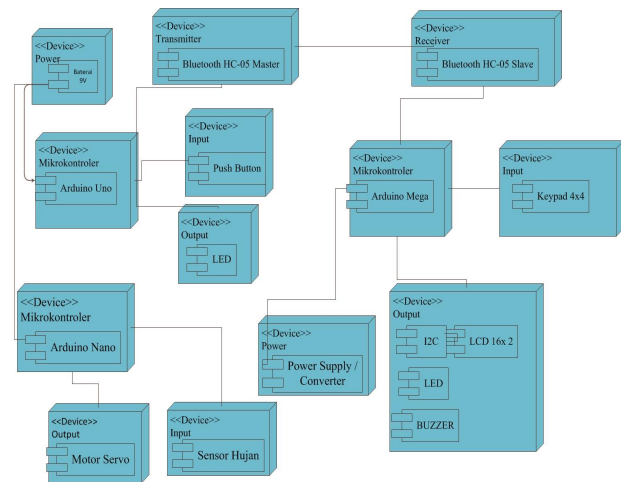 <<Device>>
Power
Baterai
9V
<<Device>>
Transmitter
Bluetooth HC-05 Master
<<Device>>
Receiver
Bluetooth HC-05 Slave
<<Device>>
Mikrokontroler
Arduino Uno
<<Device>>
Input
Push Button
<<Device>>
Mikrokontroler
Arduino Mega
<<Device>>
Input
Keypad 4x4
<<Device>>
Output
LED
<<Device>>
Mikrokontroler
Arduino Nano
<<Device>>
Power
Power Supply /
Converter
<<Device>>
Output
I2C
LCD 16x 2
LED
BUZZER
<<Device>>
Output
Motor Servo
<<Device>>
Input
Sensor Hujan